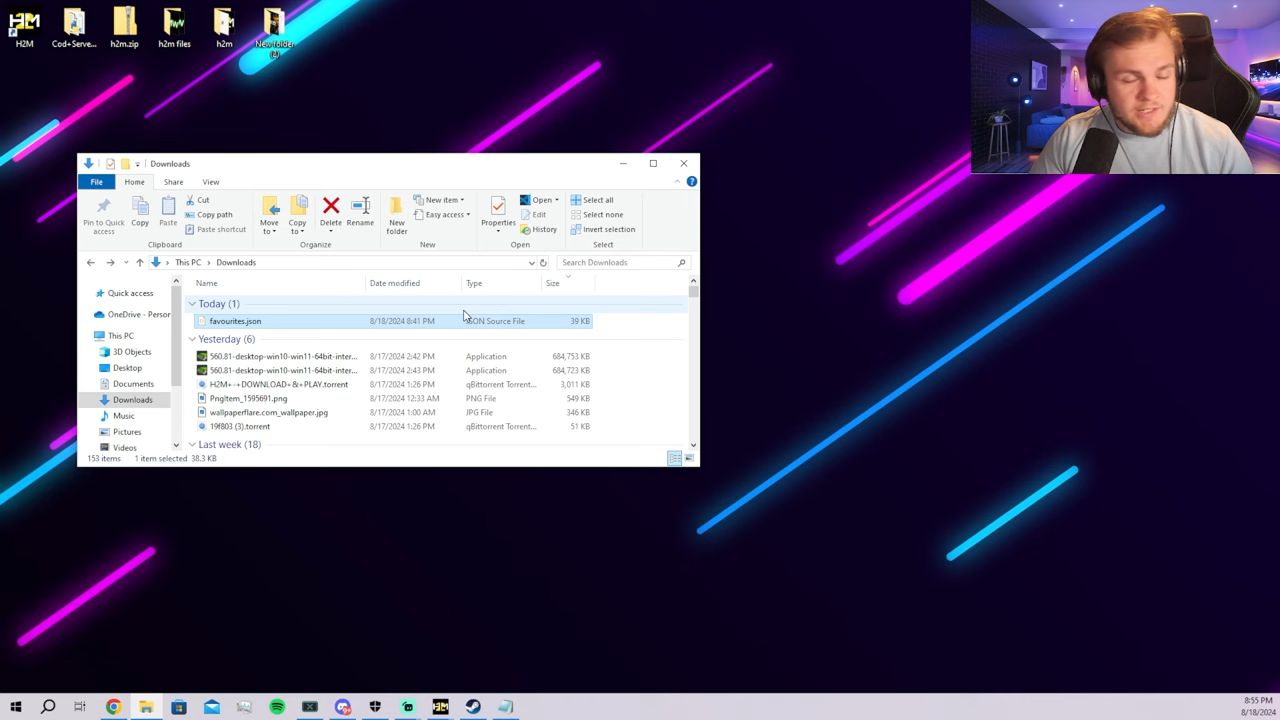 H2M
Cod+Serve...
h2m.zip
h2m files
h2m
New folder
(2)
Downloads
File
Home
Share
View
Pin to Quick
access
Copy
Paste
Cut
Copy path
Paste shortcut
Move
to
Copy
to
Delete
Rename
New
folder
New item
Easy access
Properties
Open
Edit
History
Select all
Select none
Invert selection
Clipboard
Organize
New
Open
Select
This PC > Downloads
Search Downloads
Name
Date modified
Type
Size
Quick access
OneDrive - Person
This PC
3D Objects
Desktop
Documents
Downloads
Music
Pictures
Videos
Today (1)
favourites.json 8/18/2024 8:41 PM JSON Source File 39 KB
Yesterday (6)
560.81-desktop-win10-win11-64bit-inter... 8/17/2024 2:42 PM Application 684,753 KB
560.81-desktop-win10-win11-64bit-inter... 8/17/2024 2:43 PM Application 684,723 KB
H2M+-+DOWNLOAD+&+PLAY.torrent 8/17/2024 1:26 PM qBittorrent Torrent... 3,011 KB
PngItem_1595691.png 8/17/2024 12:33 AM PNG File 549 KB
wallpaperflare.com_wallpaper.jpg 8/17/2024 1:00 AM JPG File 346 KB
19f803 (3).torrent 8/17/2024 1:26 PM qBittorrent Torrent... 51 KB
Last week (18)
153 items 1 item selected 38.3 KB
8:55 PM
8/18/2024